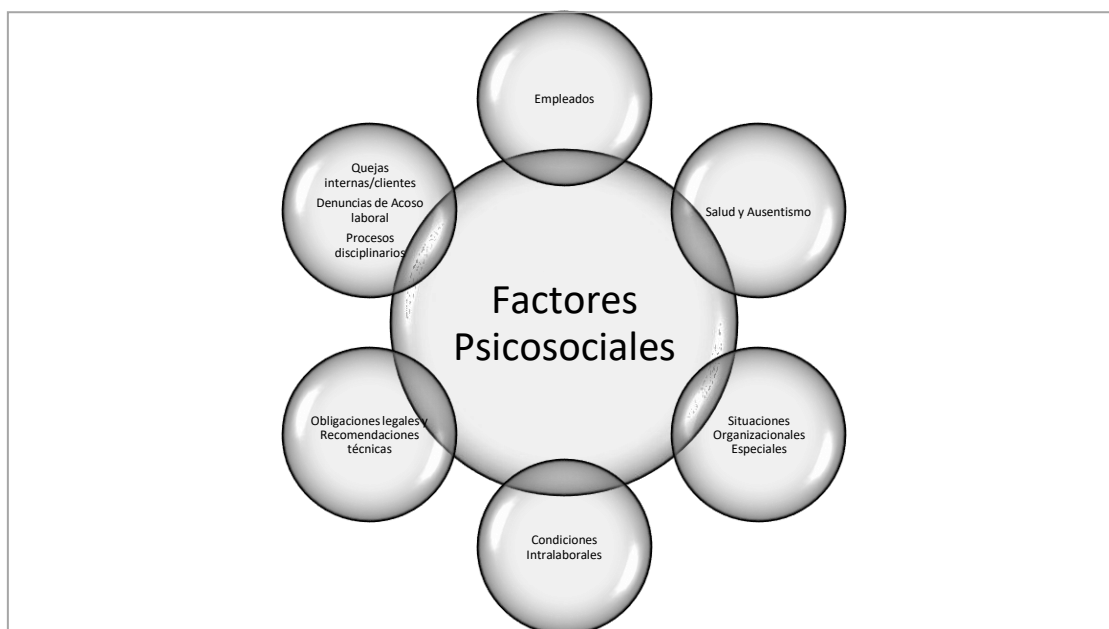 Empleados
Quejas
internas/clientes
Denuncias de Acoso
laboral
Procesos
disciplinarios
Salud y Ausentismo
Factores
Psicosociales
Obligaciones legales y
Recomendaciones
técnicas
Situaciones
Organizacionales
Especiales
Condiciones
Intralaborales